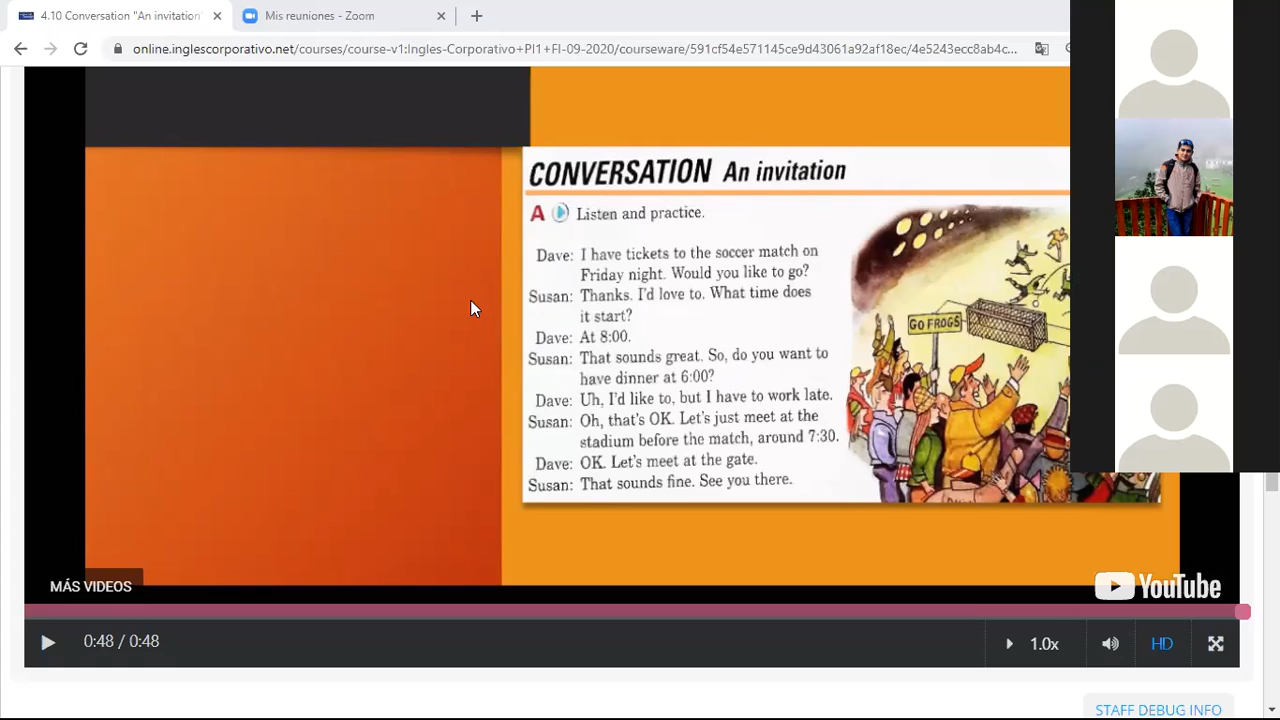 4.10 Conversation "An invitation"
Mis reuniones - Zoom
online.inglescorporativo.net/courses/course-v1:Ingles-Corporativo+PI1+FI-09-2020/courseware/591cf54e571145ce9d43061a92af18ec/4e5243ecc8ab4c...
CONVERSATION An invitation
A Listen and practice.
Dave: I have tickets to the soccer match on
Friday night. Would you like to go?
Susan: Thanks. I'd love to. What time does
it start?
Dave: At 8:00.
Susan: That sounds great. So, do you want to
have dinner at 6:00?
Dave: Uh, I'd like to, but I have to work late.
Susan: Oh, that's OK. Let's just meet at the
stadium before the match, around 7:30.
Dave: OK. Let's meet at the gate.
Susan: That sounds fine. See you there.
GO FROGS
MÁS VIDEOS
YouTube
0:48 / 0:48
1.0x
HD
STAFF DEBUG INFO